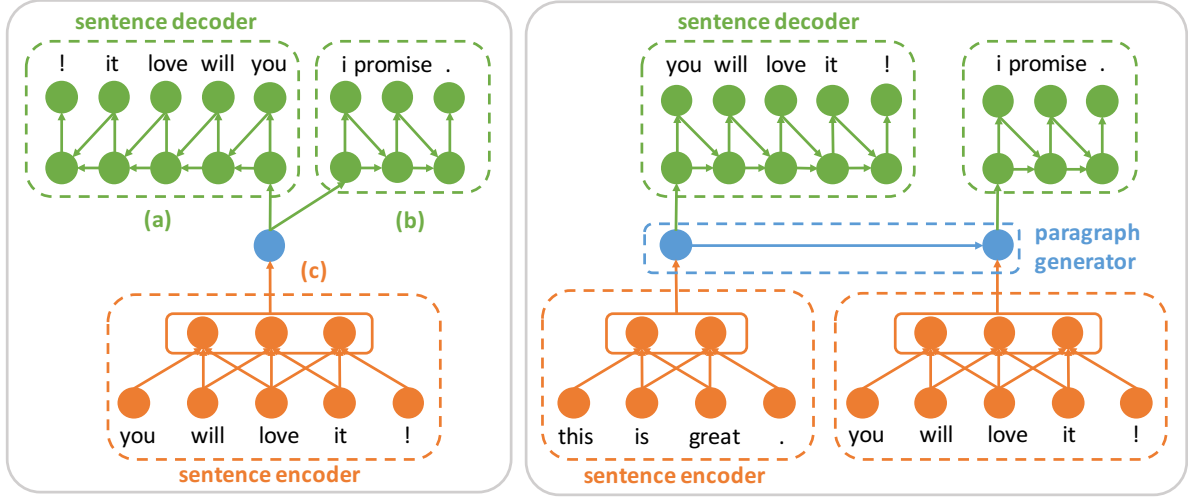 sentence decoder
! it love will you
i promise .
(a)
(b)
(c)
you will love it !
sentence encoder
sentence decoder
you will love it !
i promise .
paragraph
generator
this is great .
you will love it !
sentence encoder